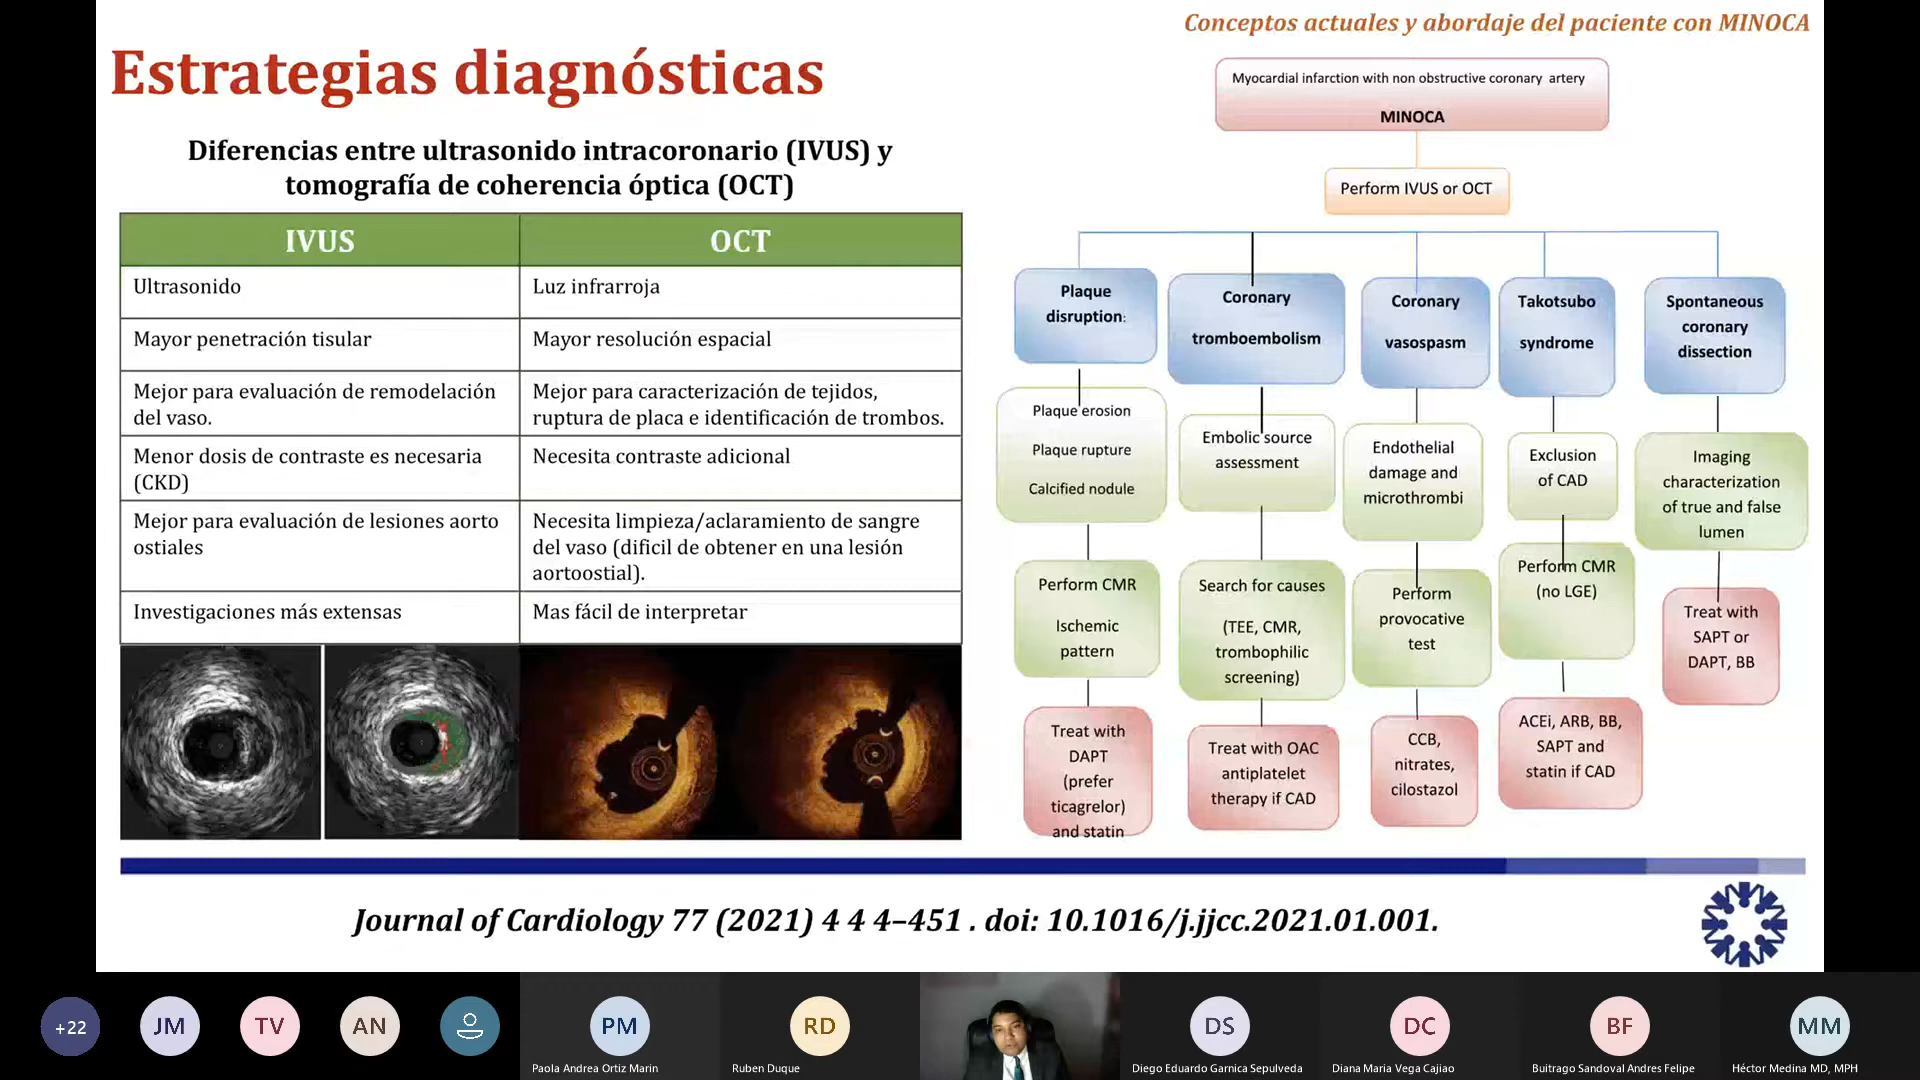 Conceptos actuales y abordaje del paciente con MINOCA
Estrategias diagnósticas
Diferencias entre ultrasonido intracoronario (IVUS) y
tomografía de coherencia óptica (OCT)
IVUS
OCT
Ultrasonido
Luz infrarroja
Mayor penetración tisular
Mayor resolución espacial
Mejor para evaluación de remodelación
del vaso.
Mejor para caracterización de tejidos,
ruptura de placa e identificación de trombos.
Menor dosis de contraste es necesaria
(CKD)
Necesita contraste adicional
Mejor para evaluación de lesiones aorto
ostiales
Necesita limpieza/aclaramiento de sangre
del vaso (dificil de obtener en una lesión
aortoostial).
Investigaciones más extensas
Mas fácil de interpretar
Myocardial infarction with non obstructive coronary artery
MINOCA
Perform IVUS or OCT
Plaque
disruption:
Plaque erosion
Plaque rupture
Calcified nodule
Perform CMR
Ischemic
pattern
Treat with
DAPT
(prefer
ticagrelor)
and statin
Coronary
tromboembolism
Embolic source
assessment
Search for causes
(TEE, CMR,
trombophilic
screening)
Treat with OAC
antiplatelet
therapy if CAD
Coronary
vasospasm
Endothelial
damage and
microthrombi
Perform
provocative
test
CCB,
nitrates,
cilostazol
Takotsubo
syndrome
Exclusion
of CAD
Perform CMR
(no LGE)
ACEi, ARB, BB,
SAPT and
statin if CAD
Spontaneous
coronary
dissection
Imaging
characterization
of true and false
lumen
Treat with
SAPT or
DAPT, BB
Journal of Cardiology 77 (2021) 4 4 4–451 . doi: 10.1016/j.jjcc.2021.01.001.
+22
JM
TV
AN
PM
Paola Andrea Ortiz Marin
RD
Ruben Duque
DS
Diego Eduardo Garnica Sepulveda
DC
Diana Maria Vega Cajiao
BF
Buitrago Sandoval Andres Felipe
MM
Héctor Medina MD, MPH